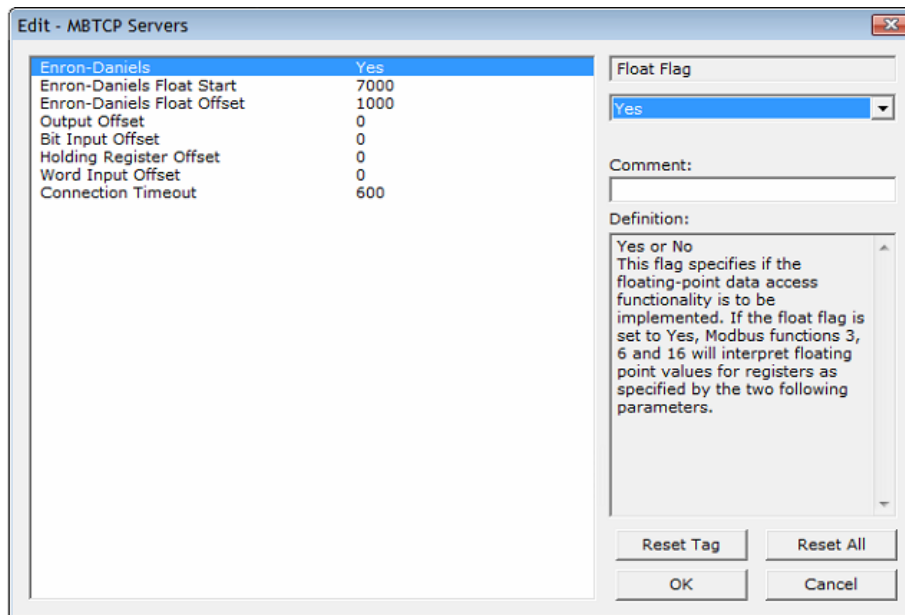 Edit - MBTCP Servers
Enron-Daniels Yes
Enron-Daniels Float Start 7000
Enron-Daniels Float Offset 1000
Output Offset 0
Bit Input Offset 0
Holding Register Offset 0
Word Input Offset 0
Connection Timeout 600
Float Flag
Yes
Comment:
Definition:
Yes or No
This flag specifies if the
floating-point data access
functionality is to be
implemented. If the float flag is
set to Yes, Modbus functions 3,
6 and 16 will interpret floating
point values for registers as
specified by the two following
parameters.
Reset Tag Reset All
OK Cancel